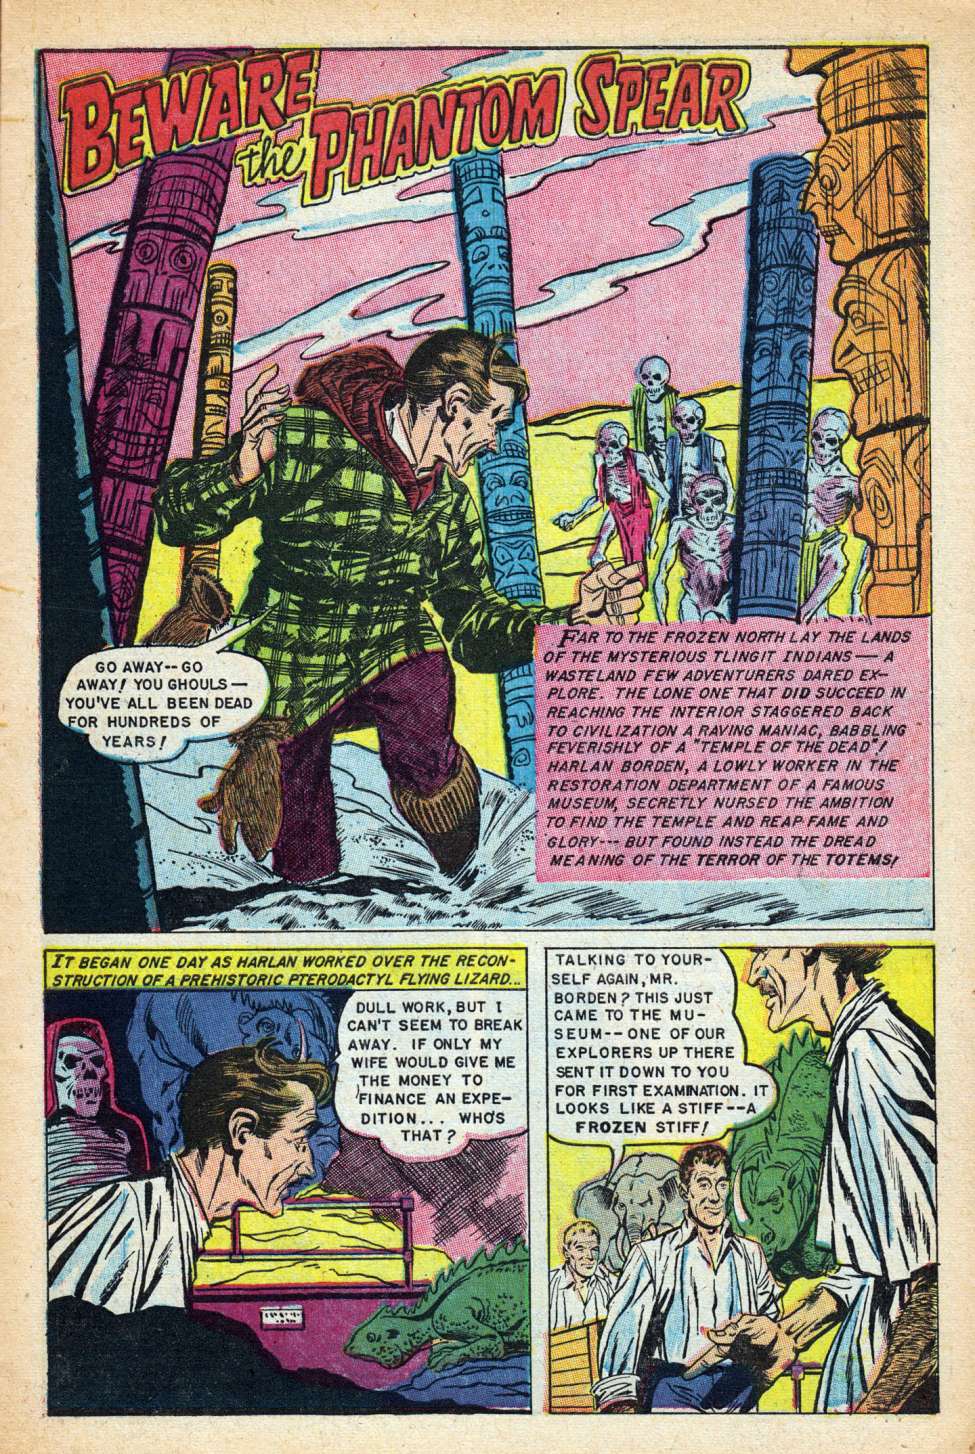 BEWARE
the PHANTOM SPEAR
GO AWAY--GO
AWAY! YOU GHOULS—
YOU'VE ALL BEEN DEAD
FOR HUNDREDS OF
YEARS!
FAR TO THE FROZEN NORTH LAY THE LANDS
OF THE MYSTERIOUS TLINGIT INDIANS — A
WASTELAND FEW ADVENTURERS DARED EX-
PLORE. THE LONE ONE THAT DID SUCCEED IN
REACHING THE INTERIOR STAGGERED BACK
TO CIVILIZATION A RAVING MANIAC, BABBLING
FEVERISHLY OF A "TEMPLE OF THE DEAD"!
HARLAN BORDEN, A LOWLY WORKER IN THE
RESTORATION DEPARTMENT OF A FAMOUS
MUSEUM, SECRETLY NURSED THE AMBITION
TO FIND THE TEMPLE AND REAP FAME AND
GLORY--- BUT FOUND INSTEAD THE DREAD
MEANING OF THE TERROR OF THE TOTEMS!
IT BEGAN ONE DAY AS HARLAN WORKED OVER THE RECON-
STRUCTION OF A PREHISTORIC PTERODACTYL FLYING LIZARD...
DULL WORK, BUT I
CAN'T SEEM TO BREAK
AWAY. IF ONLY MY
WIFE WOULD GIVE ME
THE MONEY TO
FINANCE AN EXPE-
DITION... WHO'S
THAT?
TALKING TO YOUR-
SELF AGAIN, MR.
BORDEN? THIS JUST
CAME TO THE MU-
SEUM--ONE OF OUR
EXPLORERS UP THERE
SENT IT DOWN TO YOU
FOR FIRST EXAMINATION. IT
LOOKS LIKE A STIFF--A
FROZEN STIFF!